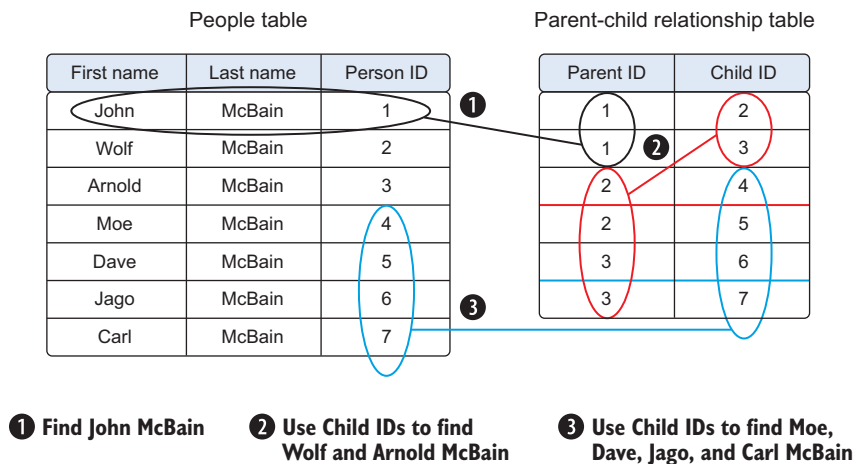 People table
Parent-child relationship table
First name Last name Person ID
John McBain 1
Wolf McBain 2
Arnold McBain 3
Moe McBain 4
Dave McBain 5
Jago McBain 6
Carl McBain 7
Parent ID Child ID
1 2
1 3
2 4
2 5
3 6
3 7
1
2
3
1 Find John McBain
2 Use Child IDs to find
Wolf and Arnold McBain
3 Use Child IDs to find Moe,
Dave, Jago, and Carl McBain